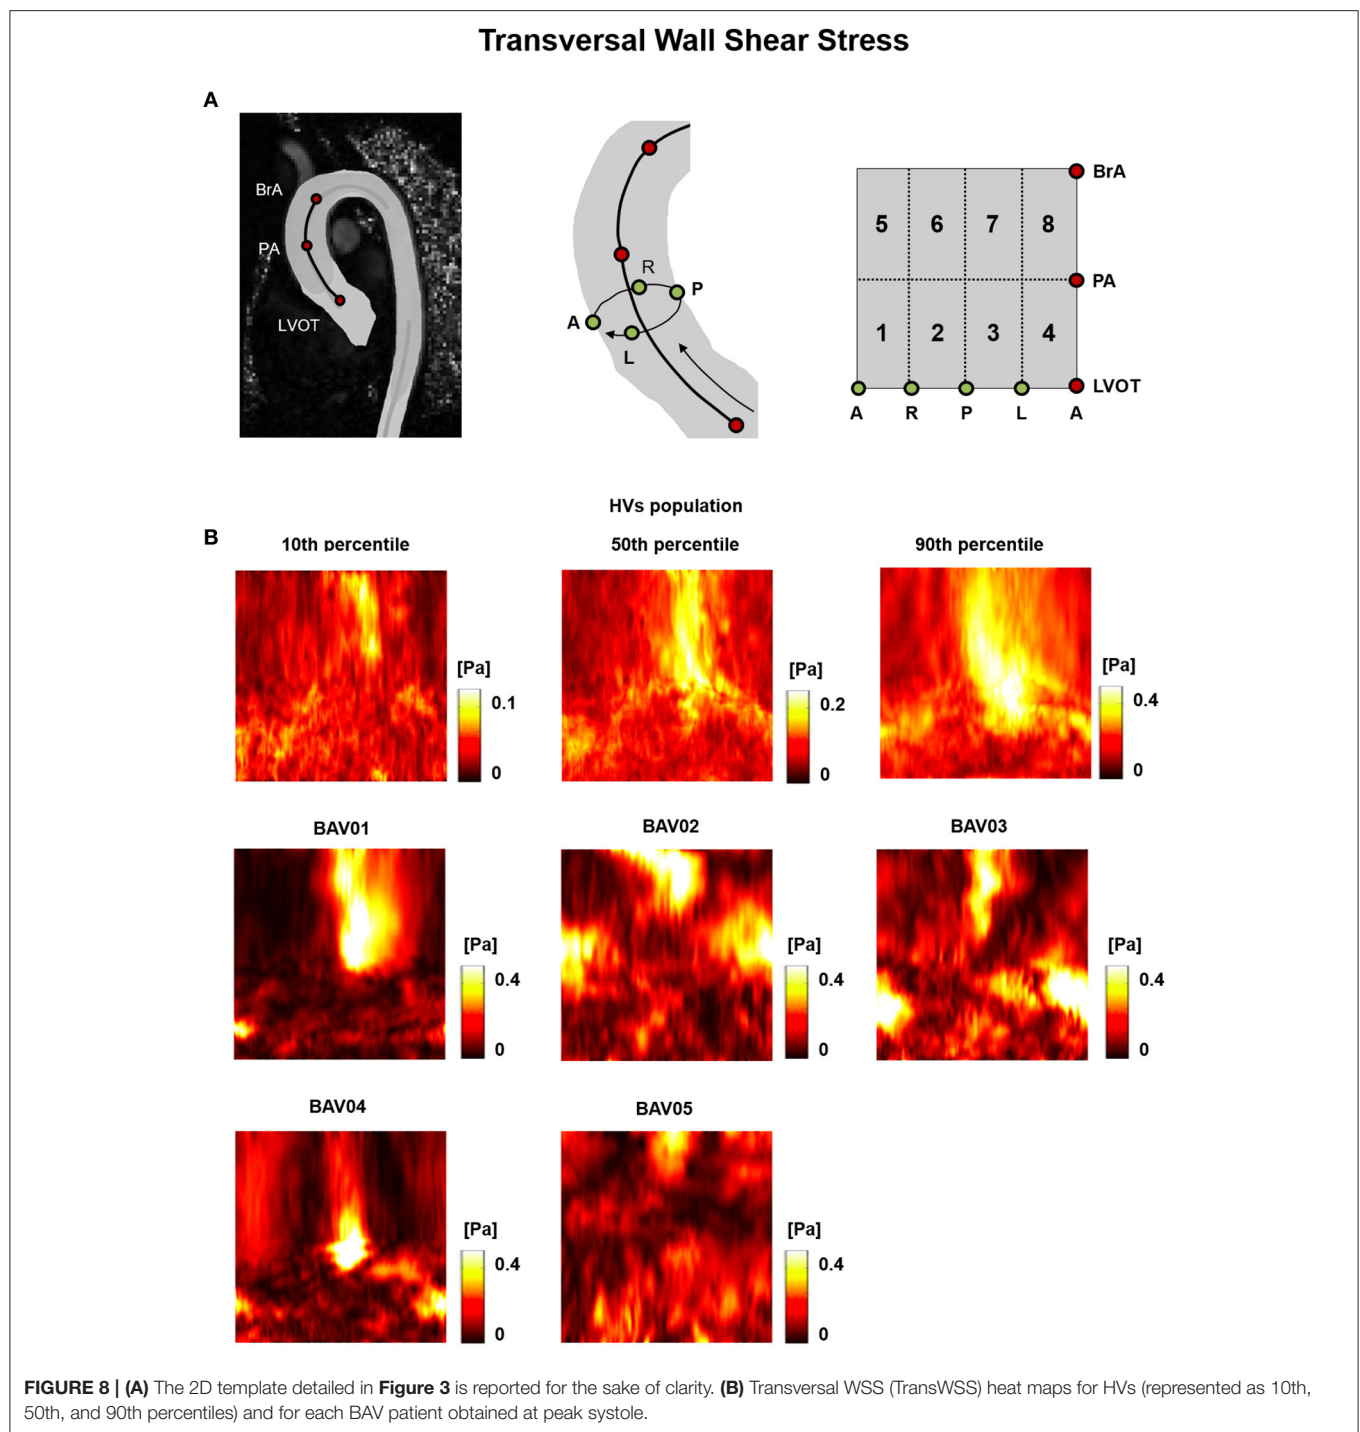 Transversal Wall Shear Stress
A
BrA
PA
LVOT
R
P
A
L
5 6 7 8
1 2 3 4
BrA
PA
LVOT
A R P L A
HVs population
B
10th percentile 50th percentile 90th percentile
[Pa]
0.1
0
[Pa]
0.2
0
[Pa]
0.4
0
BAV01 BAV02 BAV03
[Pa]
0.4
0
[Pa]
0.4
0
[Pa]
0.4
0
BAV04 BAV05
[Pa]
0.4
0
[Pa]
0.4
0
FIGURE 8 | (A) The 2D template detailed in Figure 3 is reported for the sake of clarity. (B) Transversal WSS (TransWSS) heat maps for HVs (represented as 10th,
50th, and 90th percentiles) and for each BAV patient obtained at peak systole.